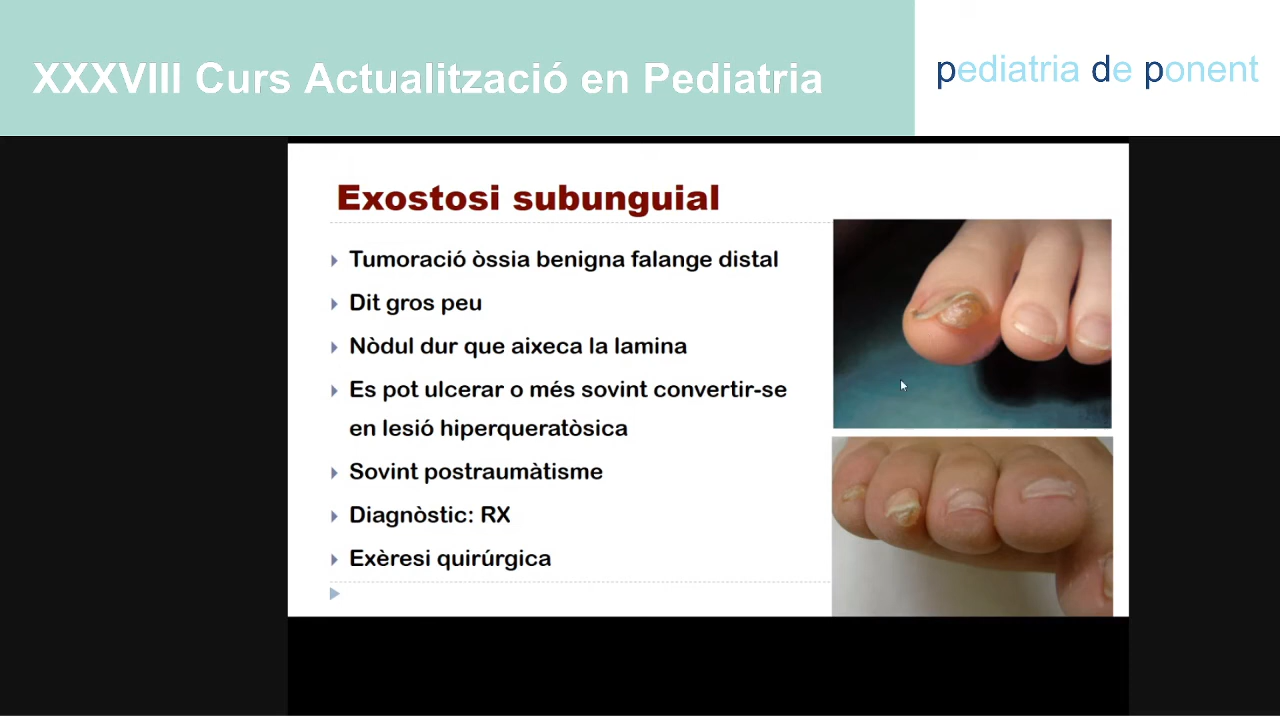 XXXVIII Curs Actualització en Pediatria
pediatria de ponent
Exostosi subunguial
Tumoració òssia benigna falange distal
Dit gros peu
Nòdul dur que aixeca la lamina
Es pot ulcerar o més sovint convertir-se
en lesió hiperqueratòsica
Sovint postraumàtisme
Diagnòstic: RX
Exèresi quirúrgica